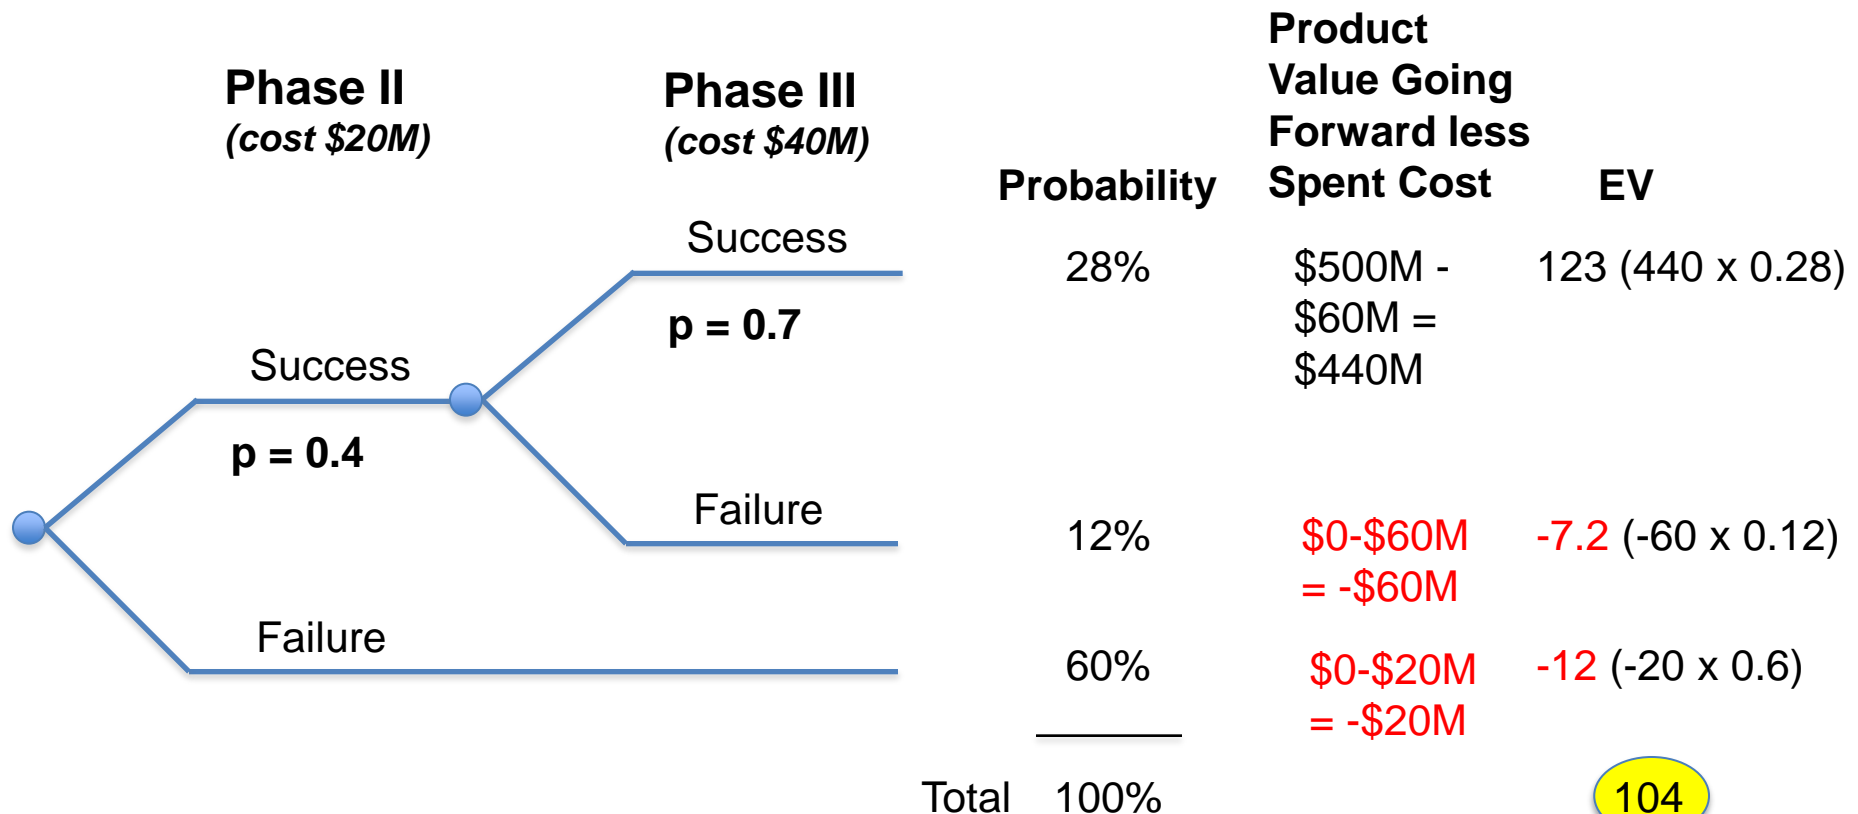 Phase II
(cost $20M)
Phase III
(cost $40M)
Probability
Product
Value Going
Forward less
Spent Cost
EV
Success
28%
$500M -
$60M =
$440M
123 (440 x 0.28)
p = 0.7
Success
p = 0.4
Failure
12%
$0-$60M
= -$60M
-7.2 (-60 x 0.12)
Failure
60%
$0-$20M
= -$20M
-12 (-20 x 0.6)
Total 100%
104